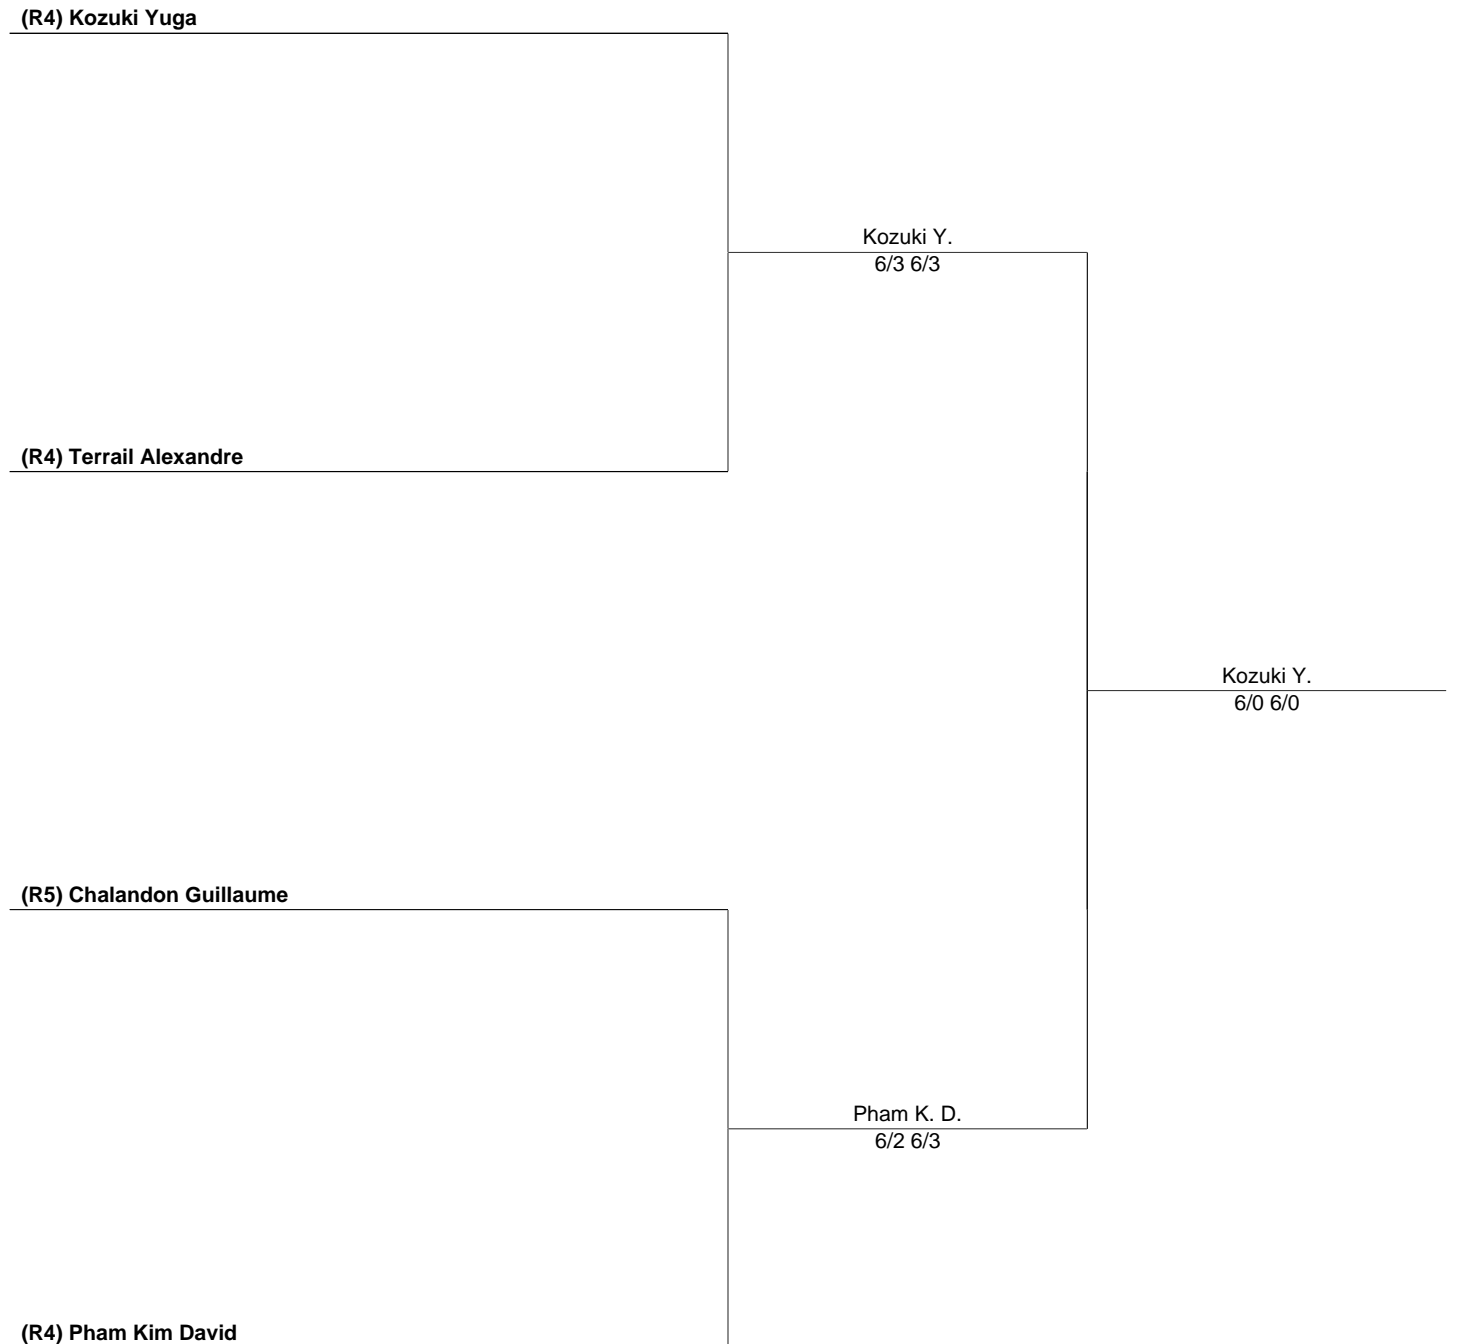 (R4) Kozuki Yuga
Kozuki Y.
6/3 6/3
(R4) Terrail Alexandre
Kozuki Y.
6/0 6/0
(R5) Chalandon Guillaume
Pham K. D.
6/2 6/3
(R4) Pham Kim David